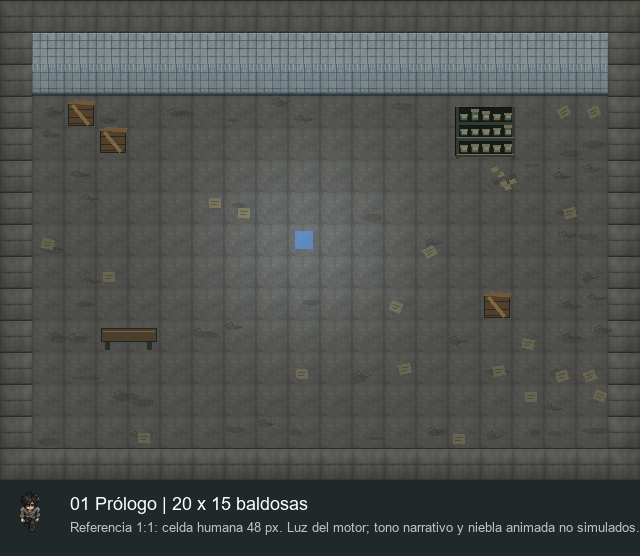 01 Prólogo | 20 x 15 baldosas
Referencia 1:1: celda humana 48 px. Luz del motor; tono narrativo y niebla animada no simulados.